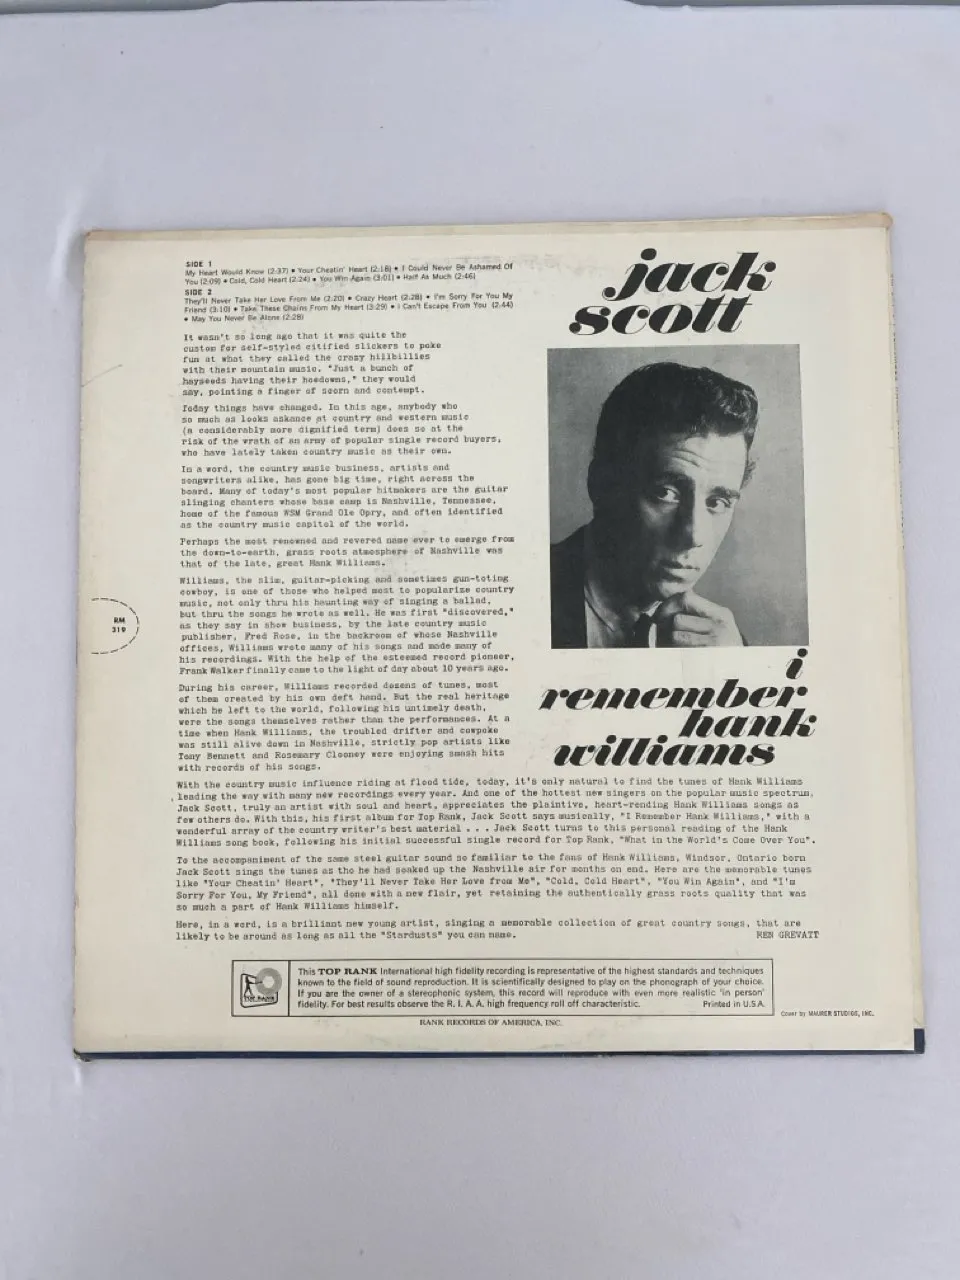 SIDE 1
My Heart Would Know (2:37) • Your Cheatin' Heart (2:18) • I Could Never Be Ashamed Of
You (2:09) • Cold, Cold Heart (2:24) • You Win Again (3:01) • Half As Much (2:46)
SIDE 2
They'll Never Take Her Love From Me (2:20) • Crazy Heart (2:28) • I'm Sorry For You My
Friend (3:10) • Take These Chains From My Heart (3:29) • I Can't Escape From You (2:44)
• May You Never Be Alone (2:28)
It wasn't so long ago that it was quite the
custom for self-styled citified slickers to poke
fun at what they called the crazy hillbillies
with their mountain music. "Just a bunch of
hayseeds having their hoedowns," they would
say, pointing a finger of scorn and contempt.
Today things have changed. In this age, anybody who
so much as looks askance at country and western music
(a considerably more dignified term) does so at the
risk of the wrath of an army of popular single record buyers,
who have lately taken country music as their own.
In a word, the country music business, artists and
songwriters alike, has gone big time, right across the
board. Many of today's most popular hitmakers are the guitar
slinging chanters whose base camp is Nashville, Tennessee,
home of the famous WSM Grand Ole Opry, and often identified
as the country music capitol of the world.
Perhaps the most renowned and revered name ever to emerge from
the down-to-earth, grass roots atmosphere of Nashville was
that of the late, great Hank Williams.
Williams, the slim, guitar-picking and sometimes gun-toting
cowboy, is one of those who helped most to popularize country
music, not only thru his haunting way of singing a ballad,
but thru the songs he wrote as well. He was first "discovered,"
as they say in show business, by the late country music
publisher, Fred Rose, in the backroom of whose Nashville
offices, Williams wrote many of his songs and made many of
his recordings. With the help of the esteemed record pioneer,
Frank Walker finally came to the light of day about 10 years ago.
During his career, Williams recorded dozens of tunes, most
of them created by his own deft hand. But the real heritage
which he left to the world, following his untimely death,
were the songs themselves rather than the performances. At a
time when Hank Williams, the troubled drifter and cowpoke
was still alive down in Nashville, strictly pop artists like
Tony Bennett and Rosemary Clooney were enjoying smash hits
with records of his songs.
With the country music influence riding at flood tide, today, it's only natural to find the tunes of Hank Williams
leading the way with many new recordings every year. And one of the hottest new singers on the popular music spectrum,
Jack Scott, truly an artist with soul and heart, appreciates the plaintive, heart-rending Hank Williams songs as
few others do. With this, his first album for Top Rank, Jack Scott says musically, "I Remember Hank Williams," with a
wonderful array of the country writer's best material . . . Jack Scott turns to this personal reading of the Hank
Williams song book, following his initial successful single record for Top Rank, "What in the World's Come Over You".
To the accompaniment of the same steel guitar sound so familiar to the fans of Hank Williams, Windsor, Ontario born
Jack Scott sings the tunes as tho he had soaked up the Nashville air for months on end. Here are the memorable tunes
like "Your Cheatin' Heart", "They'll Never Take Her Love from Me", "Cold, Cold Heart", "You Win Again", and "I'm
Sorry For You, My Friend", all done with a new flair, yet retaining the authentically grass roots quality that was
so much a part of Hank Williams himself.
Here, in a word, is a brilliant new young artist, singing a memorable collection of great country songs, that are
likely to be around as long as all the "Stardusts" you can name. REN GREVATT
jack
scott
i
remember
hank
williams
RM
319
TOP RANK
This TOP RANK International high fidelity recording is representative of the highest standards and techniques
known to the field of sound reproduction. It is scientifically designed to play on the phonograph of your choice.
If you are the owner of a stereophonic system, this record will reproduce with even more realistic 'in person'
fidelity. For best results observe the R. I. A. A. high frequency roll off characteristic. Printed in U.S.A.
Cover by MAURER STUDIOS, INC.
RANK RECORDS OF AMERICA, INC.